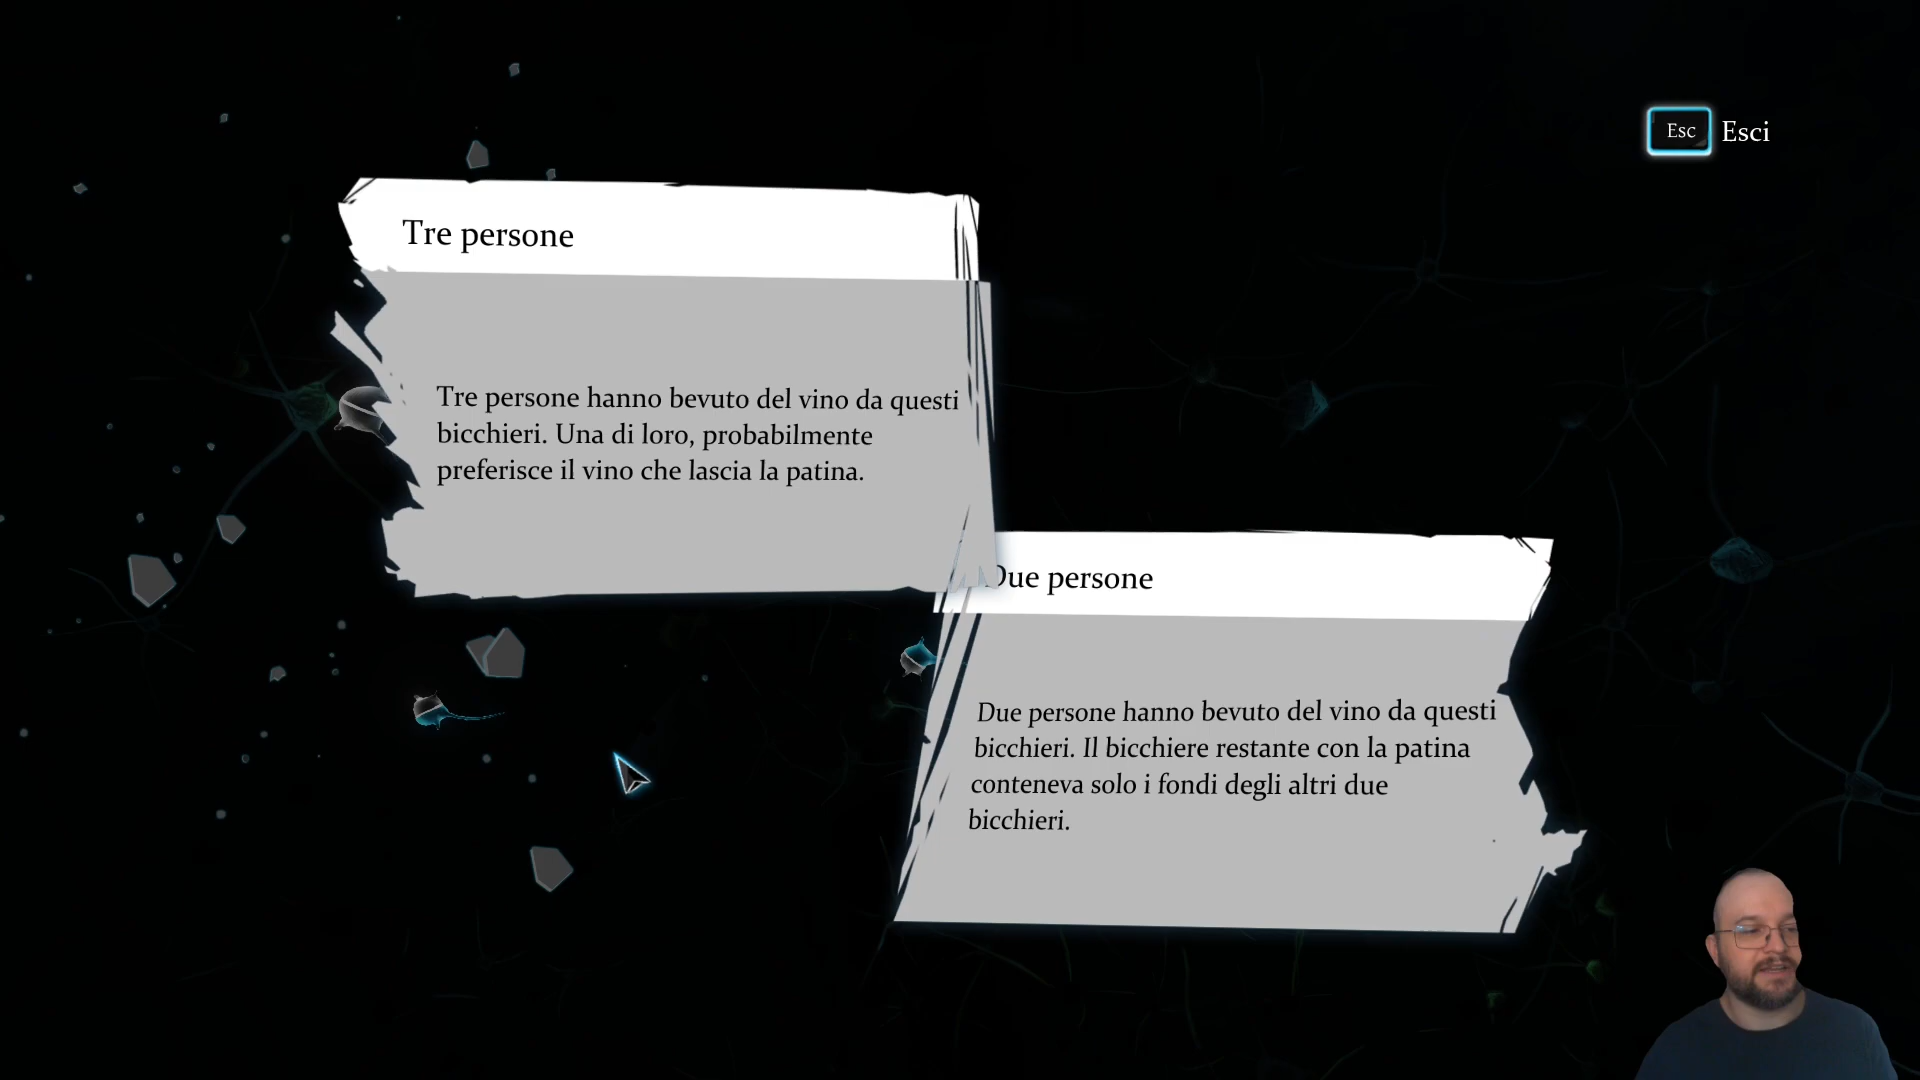 Esc Esci
Tre persone
Tre persone hanno bevuto del vino da questi
bicchieri. Una di loro, probabilmente
preferisce il vino che lascia la patina.
Due persone
Due persone hanno bevuto del vino da questi
bicchieri. Il bicchiere restante con la patina
conteneva solo i fondi degli altri due
bicchieri.